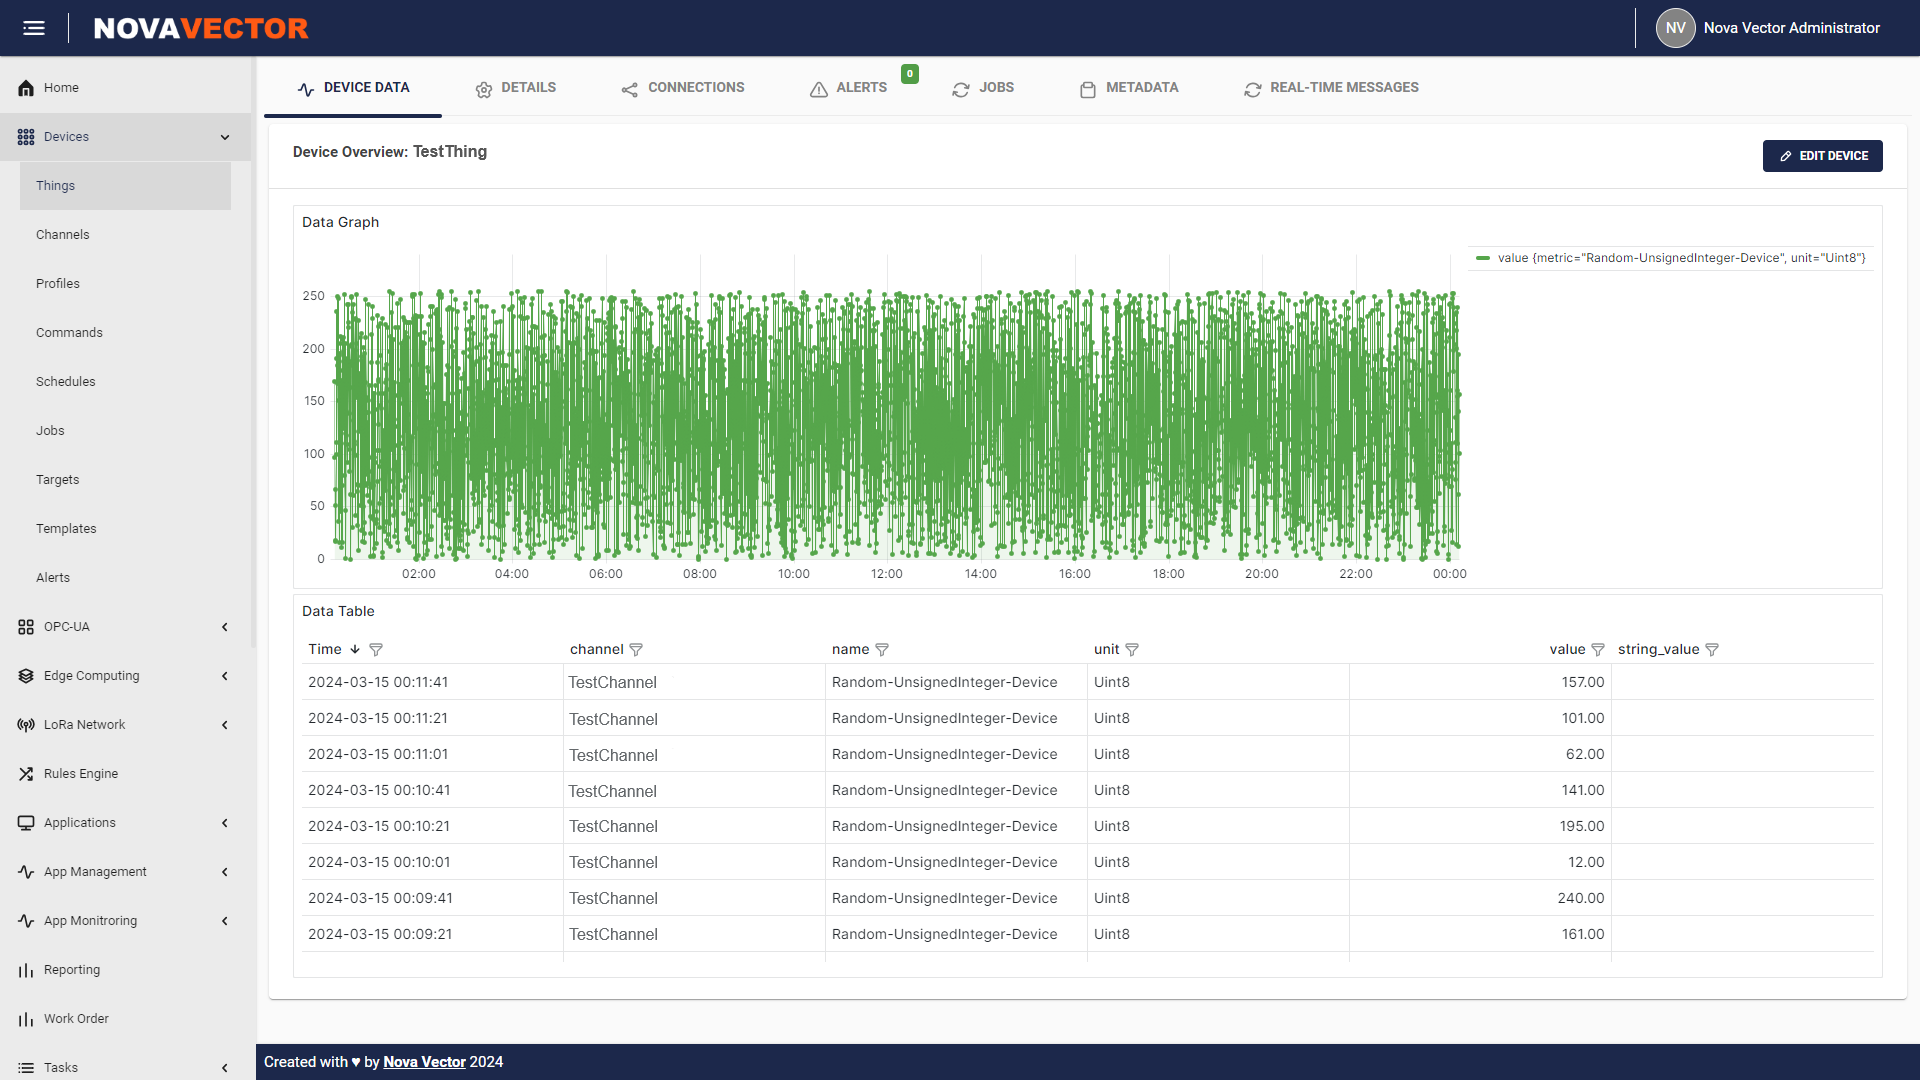 NOVAVECTOR
NV Nova Vector Administrator
Home
Devices
Things
Channels
Profiles
Commands
Schedules
Jobs
Targets
Templates
Alerts
OPC-UA
Edge Computing
LoRa Network
Rules Engine
Applications
App Management
App Monitroring
Reporting
Work Order
Tasks
DEVICE DATA DETAILS CONNECTIONS ALERTS 0 JOBS METADATA REAL-TIME MESSAGES
Device Overview: TestThing
EDIT DEVICE
Data Graph
value {metric="Random-UnsignedInteger-Device", unit="Uint8"}
250
200
150
100
50
0
02:00 04:00 06:00 08:00 10:00 12:00 14:00 16:00 18:00 20:00 22:00 00:00
Data Table
Time channel name unit value string_value
2024-03-15 00:11:41 TestChannel Random-UnsignedInteger-Device Uint8 157.00
2024-03-15 00:11:21 TestChannel Random-UnsignedInteger-Device Uint8 101.00
2024-03-15 00:11:01 TestChannel Random-UnsignedInteger-Device Uint8 62.00
2024-03-15 00:10:41 TestChannel Random-UnsignedInteger-Device Uint8 141.00
2024-03-15 00:10:21 TestChannel Random-UnsignedInteger-Device Uint8 195.00
2024-03-15 00:10:01 TestChannel Random-UnsignedInteger-Device Uint8 12.00
2024-03-15 00:09:41 TestChannel Random-UnsignedInteger-Device Uint8 240.00
2024-03-15 00:09:21 TestChannel Random-UnsignedInteger-Device Uint8 161.00
Created with ♥ by Nova Vector 2024